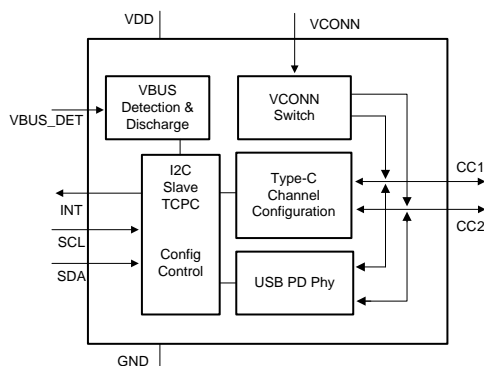 VDD
VCONN
VBUS
Detection &
Discharge
VCONN
Switch
VBUS_DET
I2C
Slave
TCPC
Type-C
Channel
Configuration
CC1
INT
CC2
SCL
Config
Control
SDA
USB PD Phy
GND